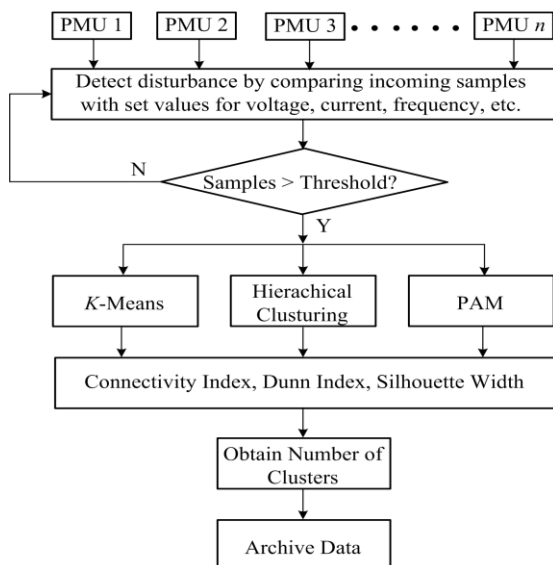 PMU 1 PMU 2 PMU 3 • • • • • • PMU n
Detect disturbance by comparing incoming samples
with set values for voltage, current, frequency, etc.
N
Samples > Threshold?
Y
K-Means
Hierachical
Clusturing
PAM
Connectivity Index, Dunn Index, Silhouette Width
Obtain Number of
Clusters
Archive Data